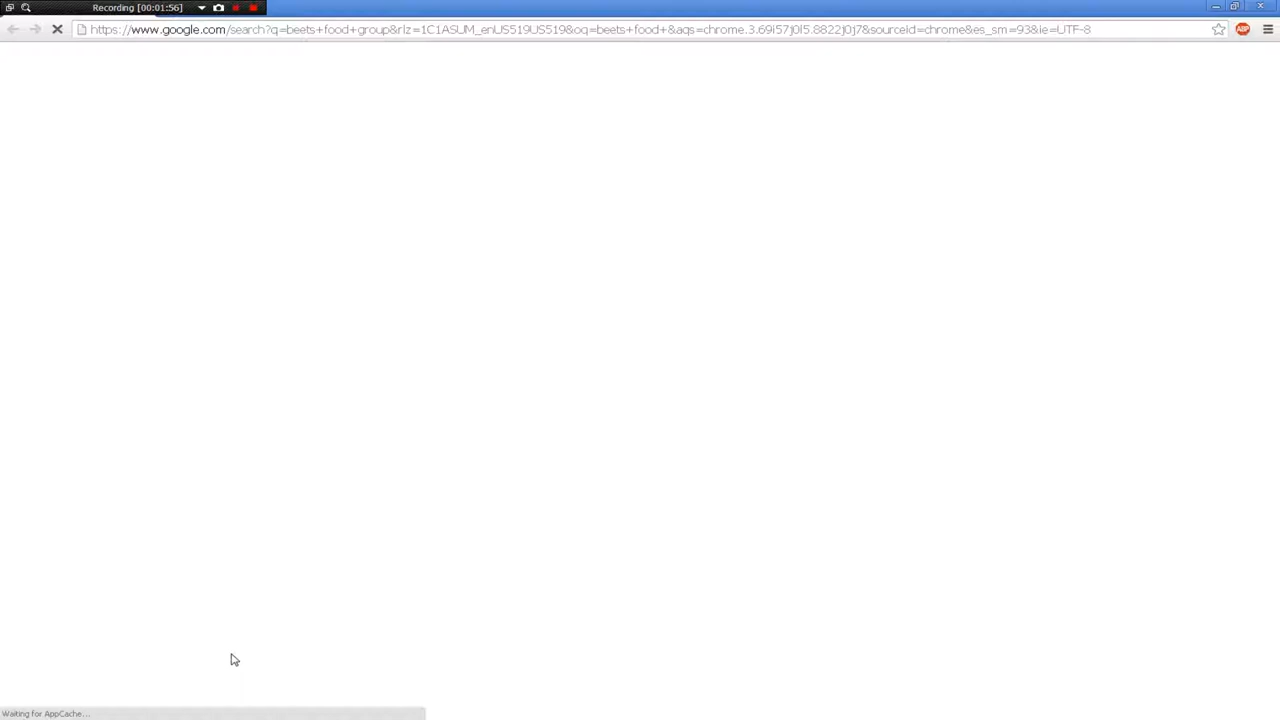 Recording [00:01:56]
https://www.google.com/search?q=beets+food+group&rlz=1C1ASUM_enUS519US519&oq=beets+food+&aqs=chrome.3.69i57j0l5.8822j0j7&sourceid=chrome&es_sm=93&ie=UTF-8
ABP
Waiting for AppCache...